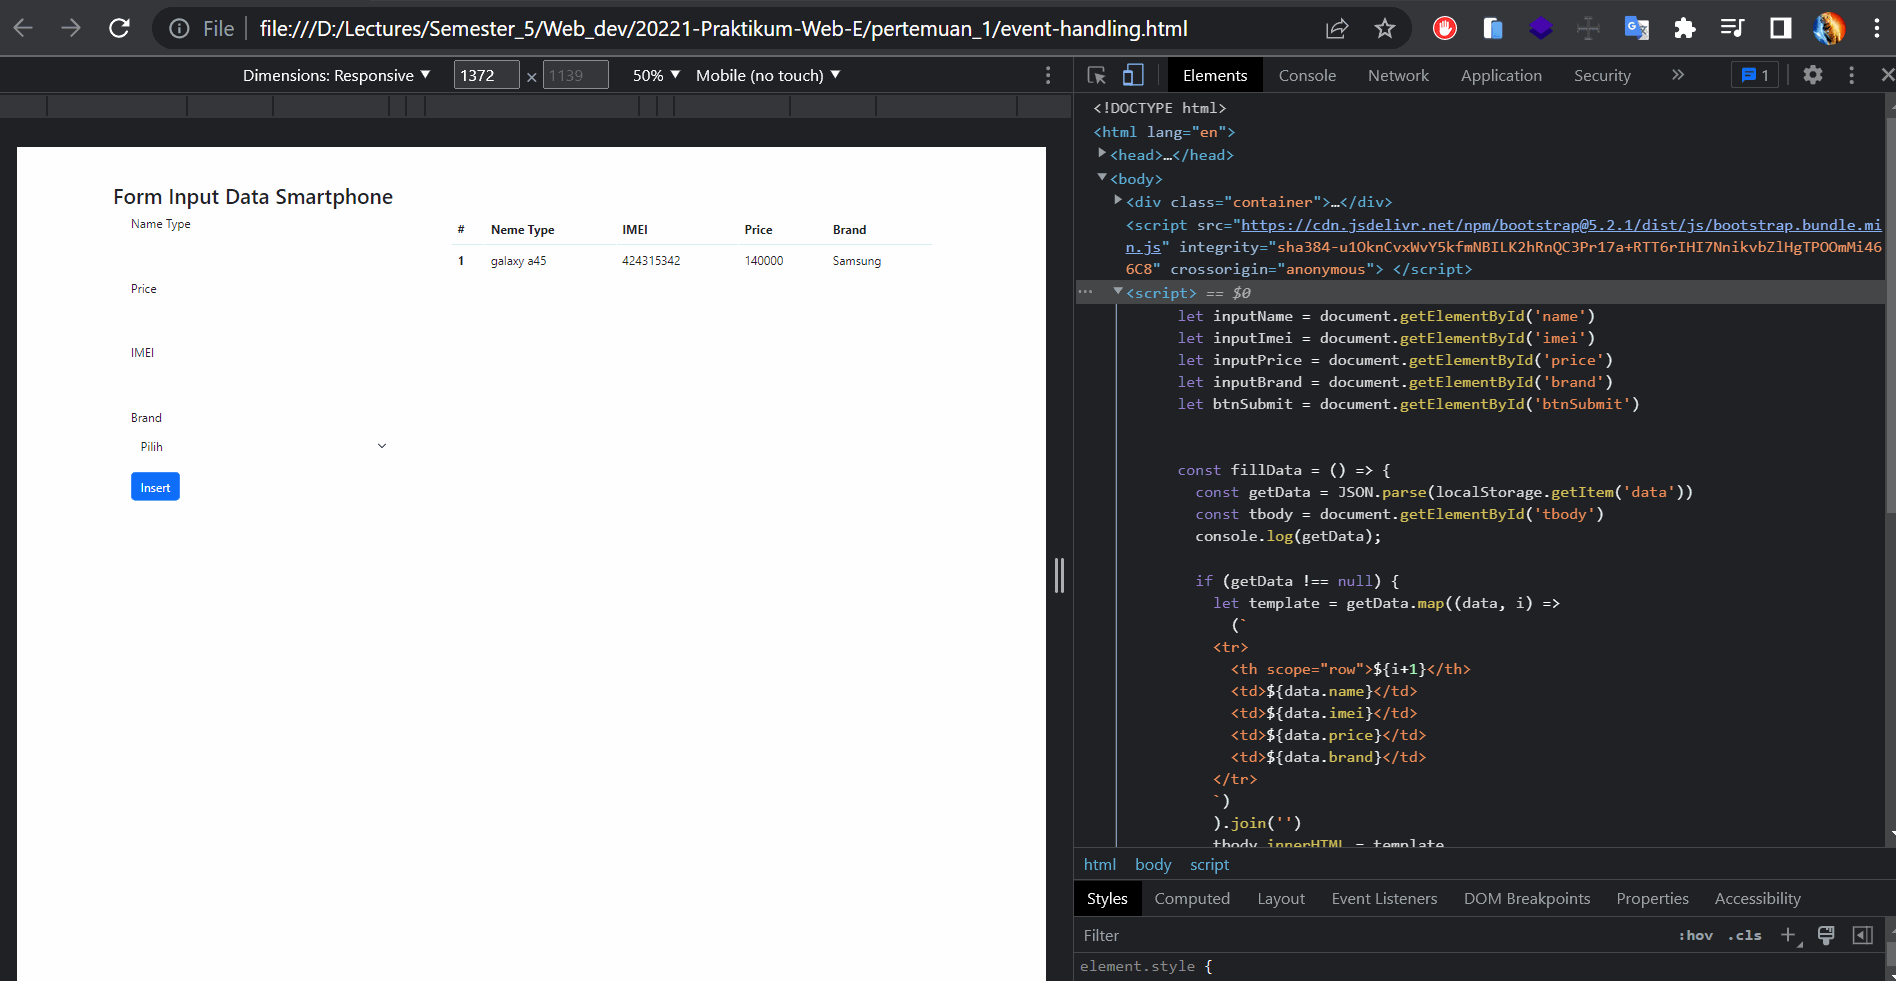 File
file:///D:/Lectures/Semester_5/Web_dev/20221-Praktikum-Web-E/pertemuan_1/event-handling.html
Dimensions: Responsive ▼ 1372 × 1139 50% ▼ Mobile (no touch) ▼
Form Input Data Smartphone
Name Type
Price
IMEI
Brand
Pilih
Insert
# Neme Type IMEI Price Brand
1 galaxy a45 424315342 140000 Samsung
Elements Console Network Application Security » 1
<!DOCTYPE html>
<html lang="en">
<head>…</head>
<body>
<div class="container">…</div>
<script src="https://cdn.jsdelivr.net/npm/bootstrap@5.2.1/dist/js/bootstrap.bundle.mi
n.js" integrity="sha384-u1OknCvxWvY5kfmNBILK2hRnQC3Pr17a+RTT6rIHI7NnikvbZlHgTPOOmMi46
6C8" crossorigin="anonymous"> </script>
… <script> == $0
let inputName = document.getElementById('name')
let inputImei = document.getElementById('imei')
let inputPrice = document.getElementById('price')
let inputBrand = document.getElementById('brand')
let btnSubmit = document.getElementById('btnSubmit')
const fillData = () => {
const getData = JSON.parse(localStorage.getItem('data'))
const tbody = document.getElementById('tbody')
console.log(getData);
if (getData !== null) {
let template = getData.map((data, i) =>
(`
<tr>
<th scope="row">${i+1}</th>
<td>${data.name}</td>
<td>${data.imei}</td>
<td>${data.price}</td>
<td>${data.brand}</td>
</tr>
`)
).join('')
tbody.innerHTML = template
html body script
Styles Computed Layout Event Listeners DOM Breakpoints Properties Accessibility
Filter :hov .cls +
element.style {